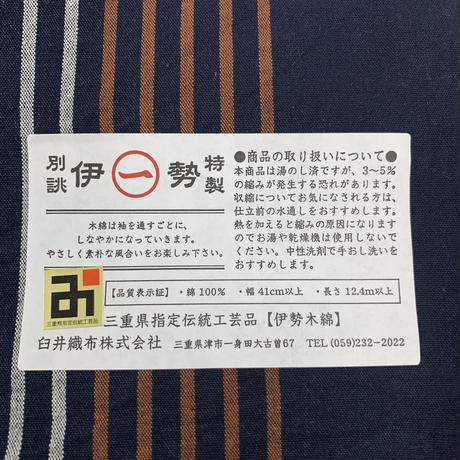 別誂 伊 一 勢 特製
木綿は袖を通すごとに、
しなやかになっていきます。
やさしく素朴な風合いをお楽しみ下さい。
●商品の取り扱いについて●
本商品は湯のし済ですが、3〜5%
の縮みが発生する恐れがあります。
収縮についてお気になされる方は、
仕立前の水通しをおすすめします。
熱を加えると縮みの原因になります
のでお湯や乾燥機は使用しないで
ください。中性洗剤で手お し洗いを
おすすめします。
三重県指定伝統工芸品
【品質表示証】 ・綿100% ・幅41cm以上 ・長さ12.4m以上
三重県指定伝統工芸品【伊勢木綿】
臼井織布株式会社 三重県津市一身田大古曽67 TEL (059)232-2022